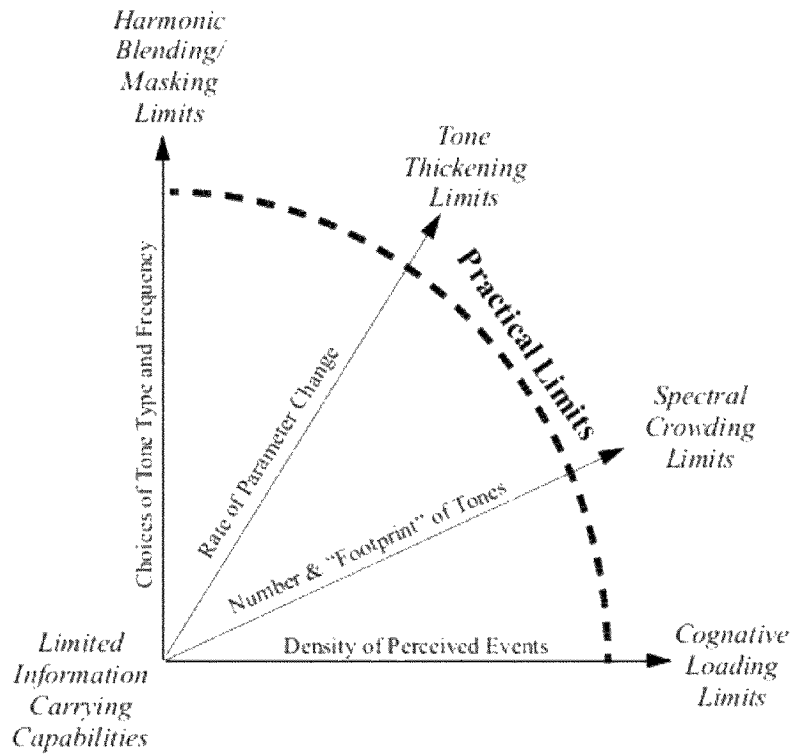 Harmonic
Blending/
Masking
Limits
Tone
Thickening
Limits
Practical Limits
Choices of Tone Type and Frequency
Rate of Parameter Change
Spectral
Crowding
Limits
Number & “Footprint” of Tones
Density of Perceived Events
Limited
Information
Carrying
Capabilities
Cognative
Loading
Limits